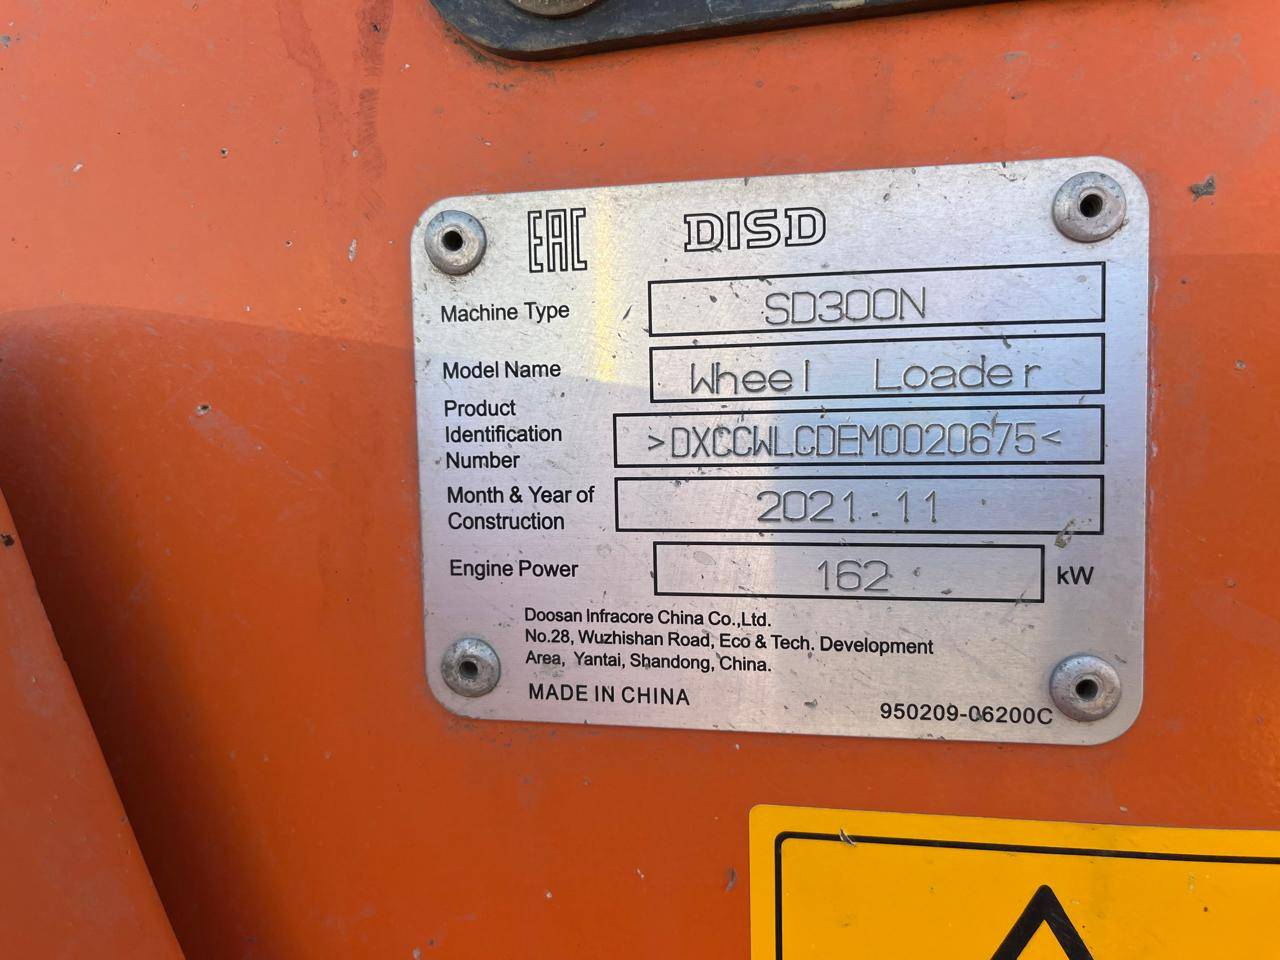 EAC DISD
Machine Type SD300N
Model Name Wheel Loader
Product
Identification
Number >DXCCWLCDEM0020675<
Month & Year of
Construction 2021.11
Engine Power 162 kW
Doosan Infracore China Co.,Ltd.
No.28, Wuzhishan Road, Eco & Tech. Development
Area, Yantai, Shandong, China.
MADE IN CHINA
950209-06200C